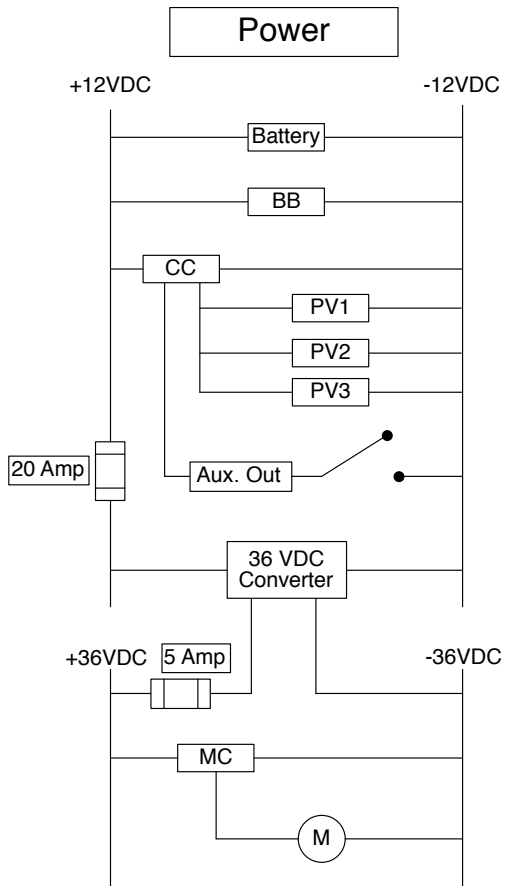 Power
+12VDC
-12VDC
Battery
BB
CC
PV1
PV2
PV3
20 Amp
Aux. Out
36 VDC
Converter
+36VDC
5 Amp
-36VDC
MC
M